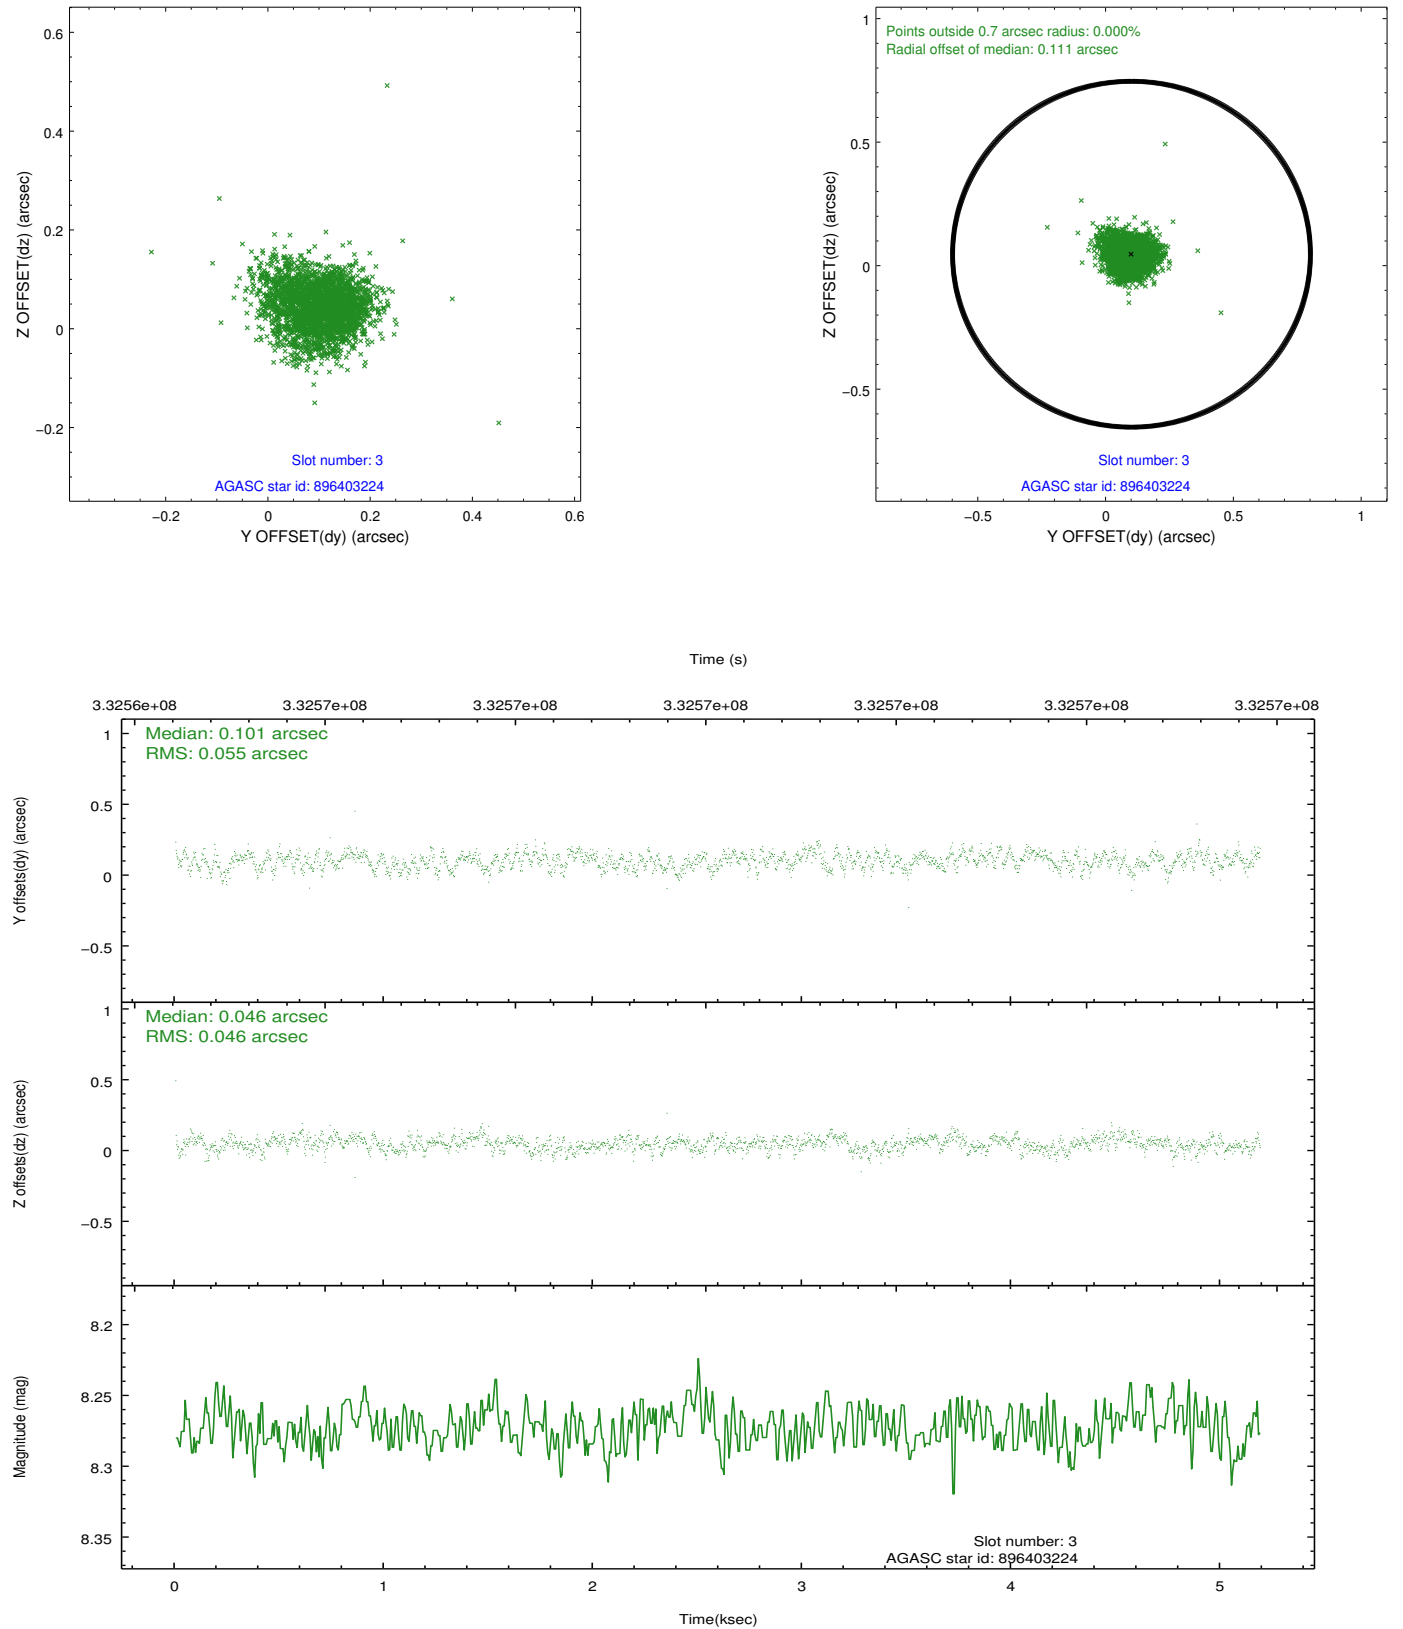 0.6
0.4
0.2
0
−0.2
Z OFFSET(dz) (arcsec)
Slot number: 3
AGASC star id: 896403224
−0.2 0 0.2 0.4 0.6
Y OFFSET(dy) (arcsec)
Points outside 0.7 arcsec radius: 0.000%
Radial offset of median: 0.111 arcsec
1
0.5
0
−0.5
Z OFFSET(dz) (arcsec)
Slot number: 3
AGASC star id: 896403224
−0.5 0 0.5 1
Y OFFSET(dy) (arcsec)
Time (s)
3.3256e+08 3.3257e+08 3.3257e+08 3.3257e+08 3.3257e+08 3.3257e+08 3.3257e+08
Median: 0.101 arcsec
RMS: 0.055 arcsec
1
0.5
0
−0.5
Y offsets(dy) (arcsec)
Median: 0.046 arcsec
RMS: 0.046 arcsec
1
0.5
0
−0.5
Z offsets(dz) (arcsec)
8.2
8.25
8.3
8.35
Magnitude (mag)
Slot number: 3
AGASC star id: 896403224
0 1 2 3 4 5
Time(ksec)